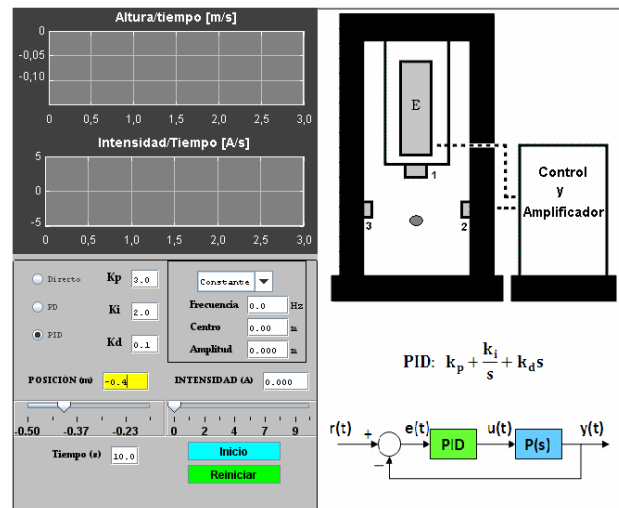 Altura/tiempo [m/s]
0
-0,05
-0,10
0 0,5 1,0 1,5 2,0 2,5 3,0
Intensidad/Tiempo [A/s]
5
0
-5
0 0,5 1,0 1,5 2,0 2,5 3,0
Directo
PD
PID
Kp 3.0
Ki 2.0
Kd 0.1
Constante
Frecuencia 0.0 Hz
Centro 0.00 m
Amplitud 0.000 m
POSICIÓN (m) -0.4
INTENSIDAD (A) 0.000
-0.50 -0.37 -0.23
0 2 4 7 9
Tiempo (s) 10.0
Inicio
Reiniciar
E
1
3
2
Control
y
Amplificador
PID: k_p + k_i/s + k_d s
r(t) + − e(t) PID u(t) P(s) y(t)